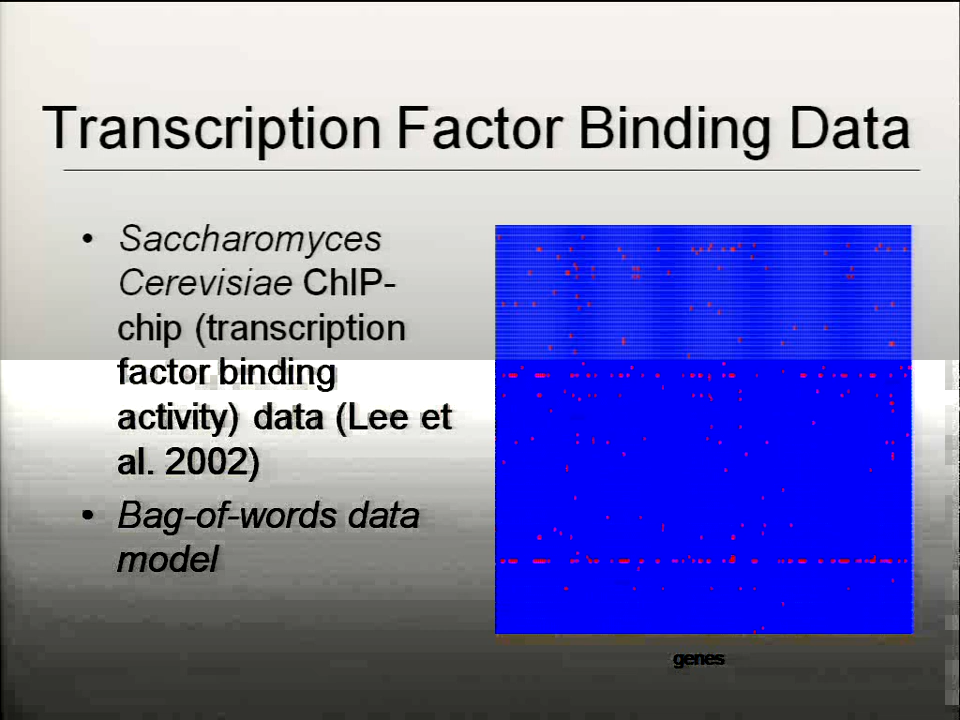 Transcription Factor Binding Data
• Saccharomyces
Cerevisiae ChIP-
chip (transcription
factor binding
activity) data (Lee et
al. 2002)
• Bag-of-words data
model
genes